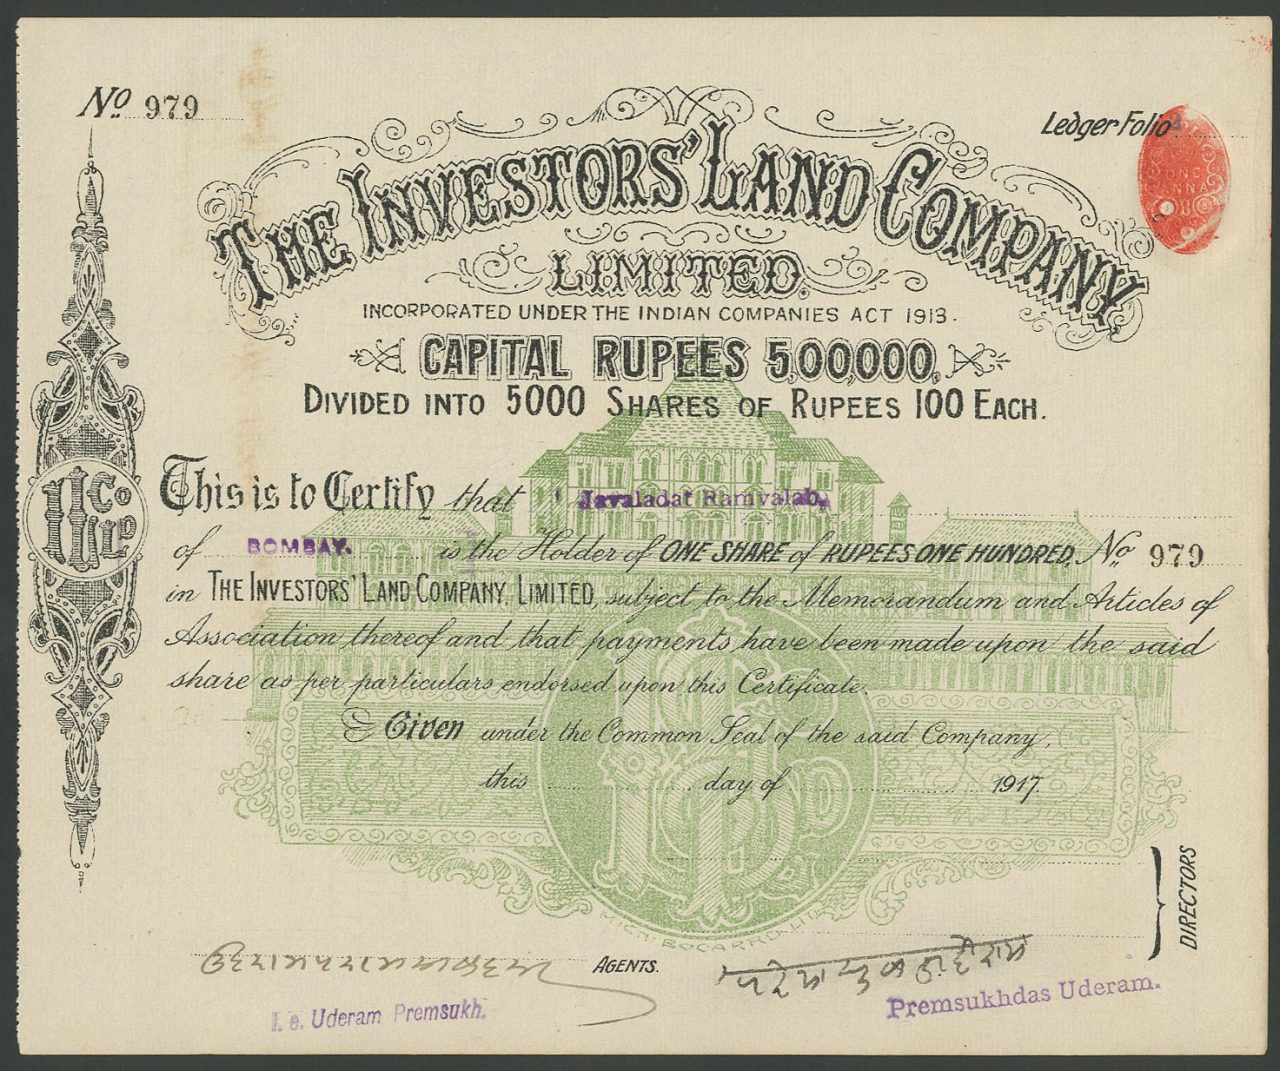 No. 979
Ledger Folio
ONE
ANNA
THE INVESTORS' LAND COMPANY
LIMITED.
INCORPORATED UNDER THE INDIAN COMPANIES ACT 1913.
CAPITAL RUPEES 5,00,000,
DIVIDED INTO 5000 SHARES OF RUPEES 100 EACH.
This is to Certify that Javaladat Ramvalab.
of BOMBAY. is the Holder of ONE SHARE of RUPEES ONE HUNDRED, No. 979
in THE INVESTORS' LAND COMPANY, LIMITED, subject to the Memorandum and Articles of
Association thereof and that payments have been made upon the said
share as per particulars endorsed upon this Certificate.
Given under the Common Seal of the said Company,
this day of 1917.
DIRECTORS
AGENTS.
I. e. Uderam Premsukh.
Premsukhdas Uderam.